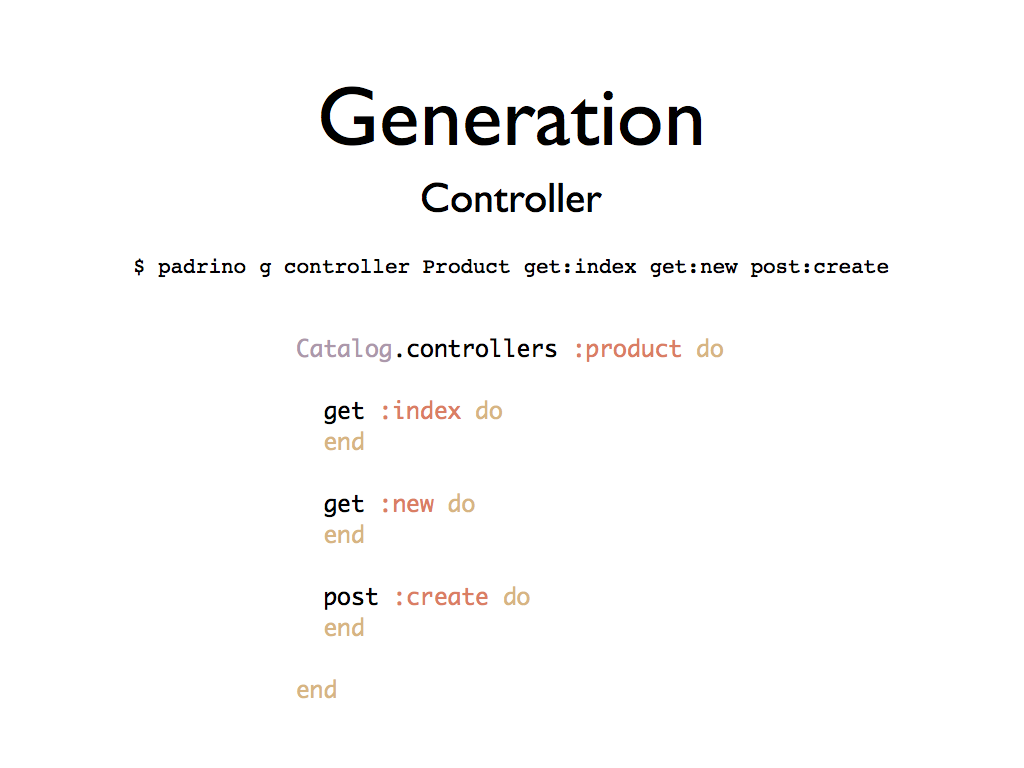 Generation
Controller
$ padrino g controller Product get:index get:new post:create
Catalog.controllers :product do
get :index do
end
get :new do
end
post :create do
end
end